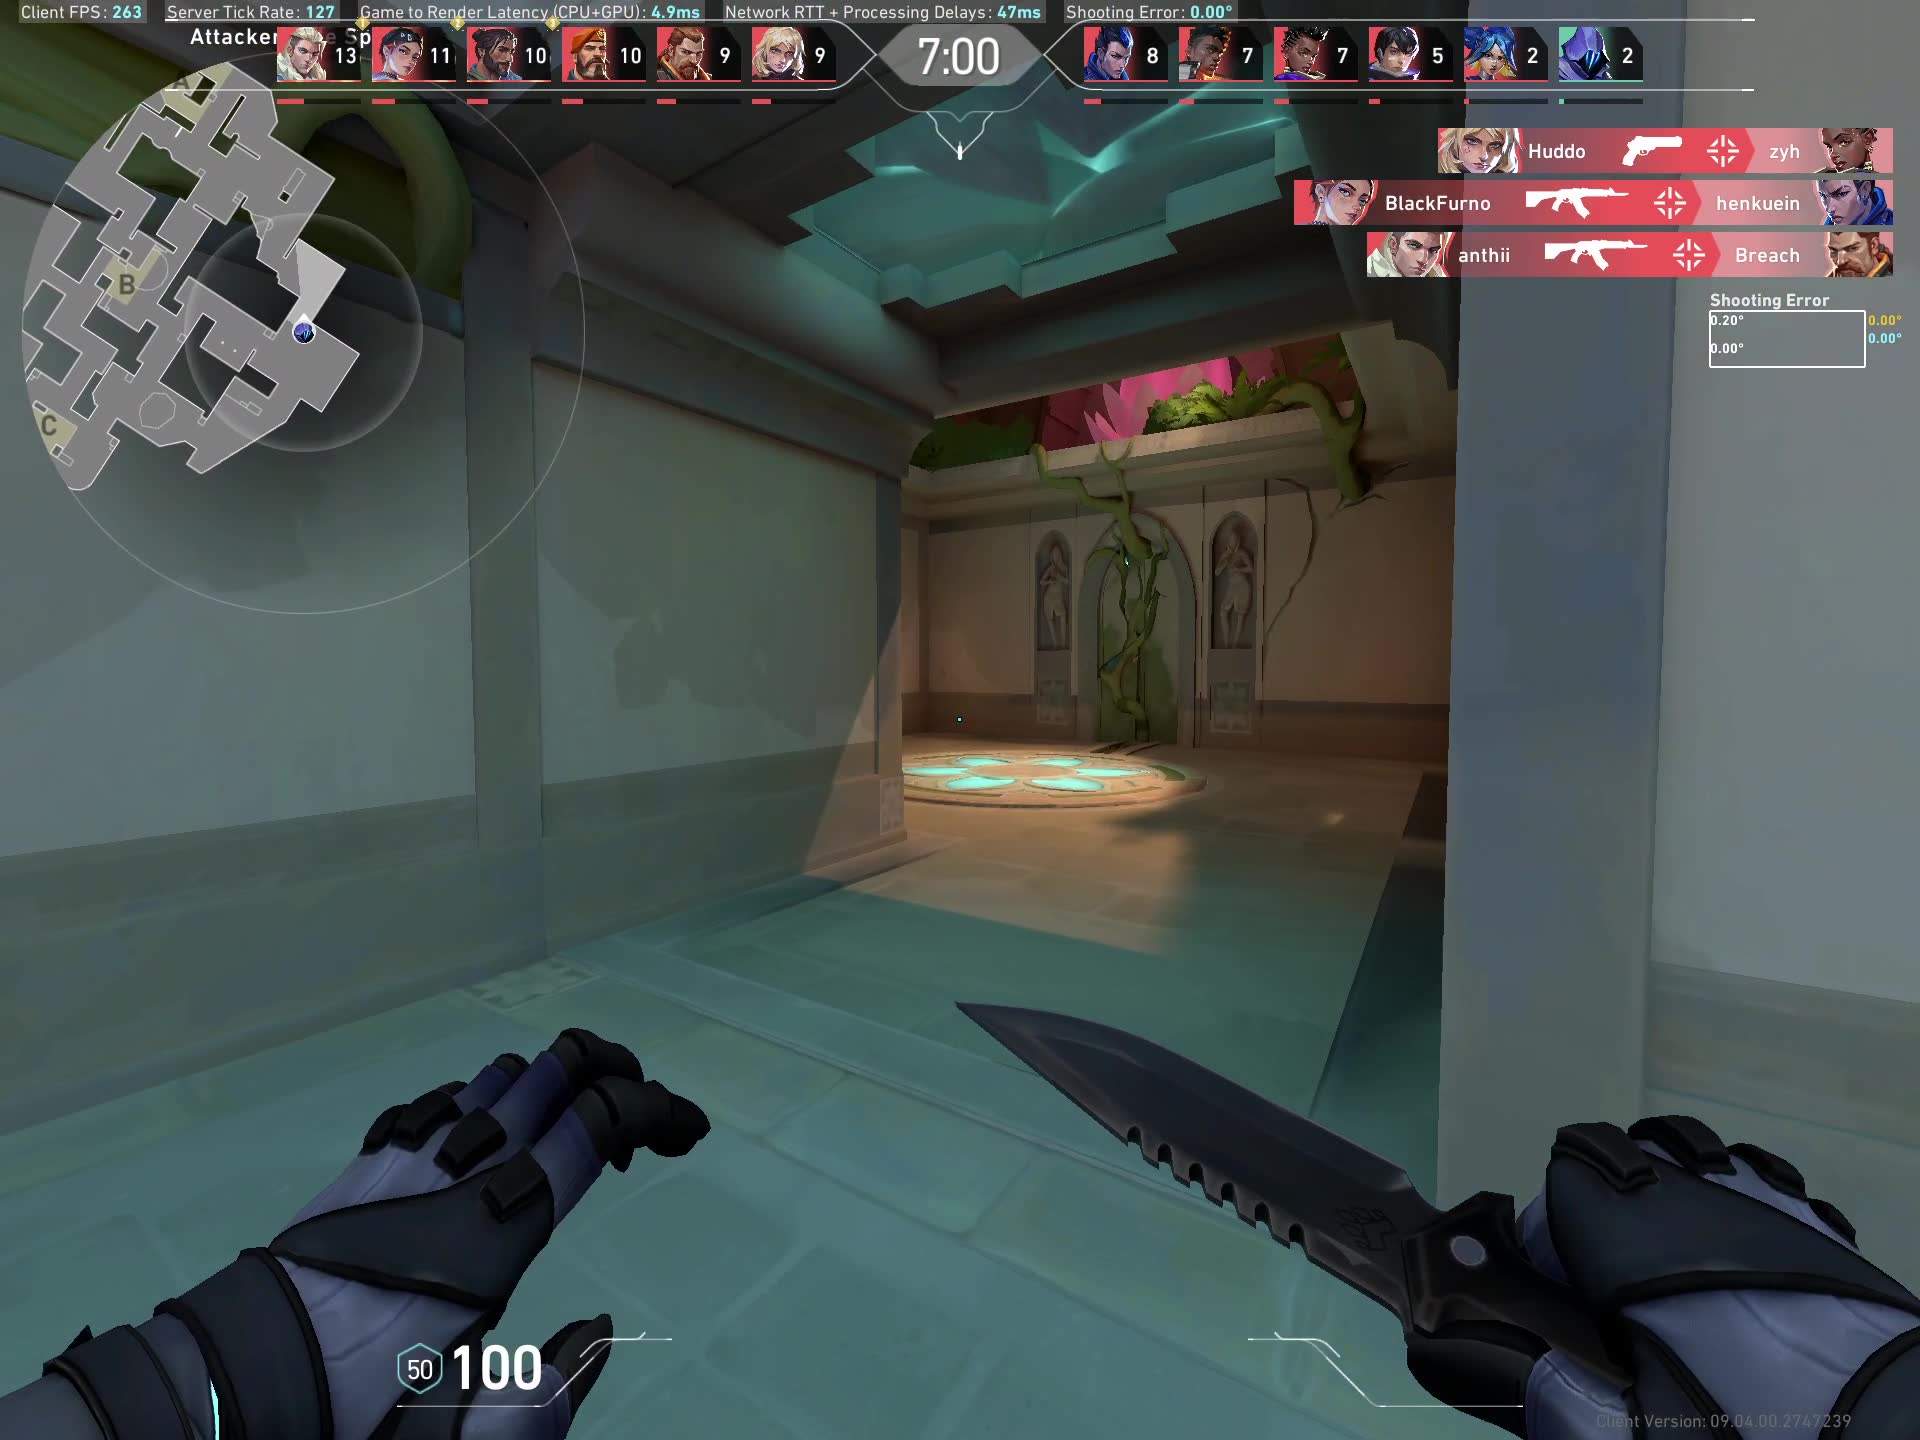 Client FPS: 263 Server Tick Rate: 127 Game to Render Latency (CPU+GPU): 4.9ms Network RTT + Processing Delays: 47ms Shooting Error: 0.00°
Attacker Sp
13 11 10 10 9 9 7:00 8 7 7 5 2 2
Huddo zyh
BlackFurno henkuein
anthii Breach
Shooting Error
0.20° 0.00°
0.00°
0.00°
A
B
C
50 100
Client Version: 09.04.00.2747239